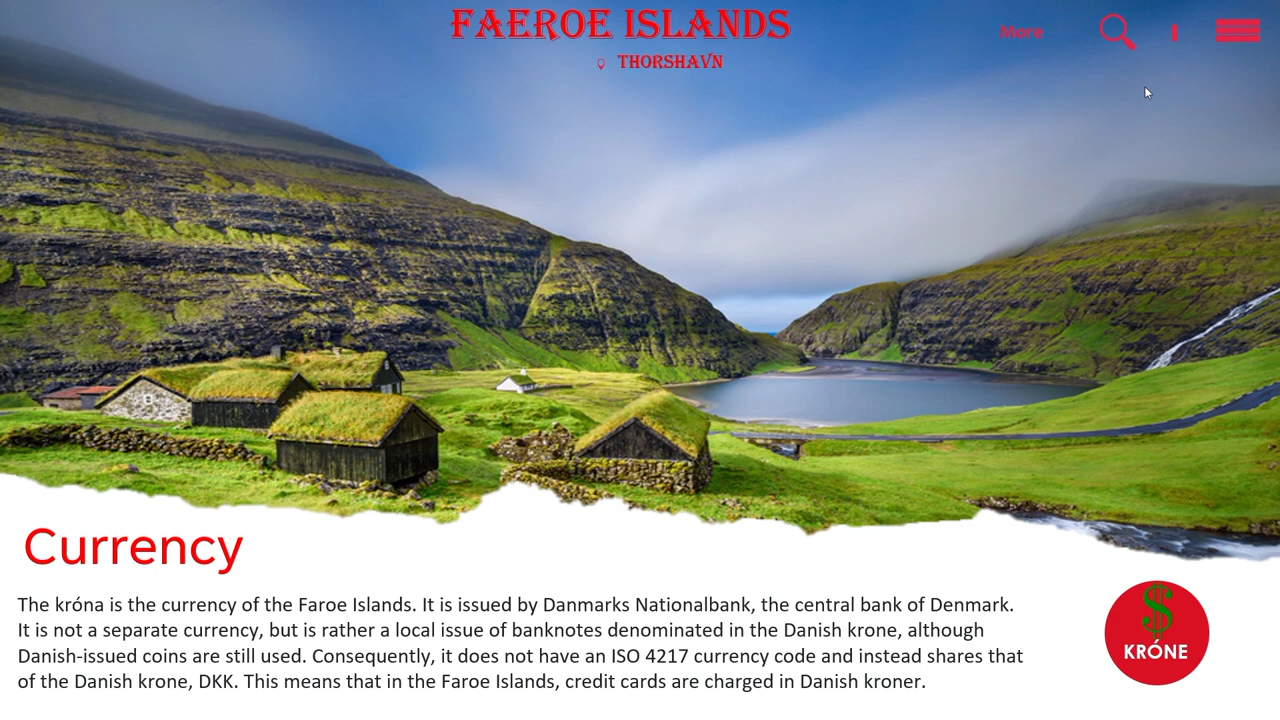 FAEROE ISLANDS
THORSHAVN
More
Currency
The króna is the currency of the Faroe Islands. It is issued by Danmarks Nationalbank, the central bank of Denmark.
It is not a separate currency, but is rather a local issue of banknotes denominated in the Danish krone, although
Danish-issued coins are still used. Consequently, it does not have an ISO 4217 currency code and instead shares that
of the Danish krone, DKK. This means that in the Faroe Islands, credit cards are charged in Danish kroner.
$
KRÓNE